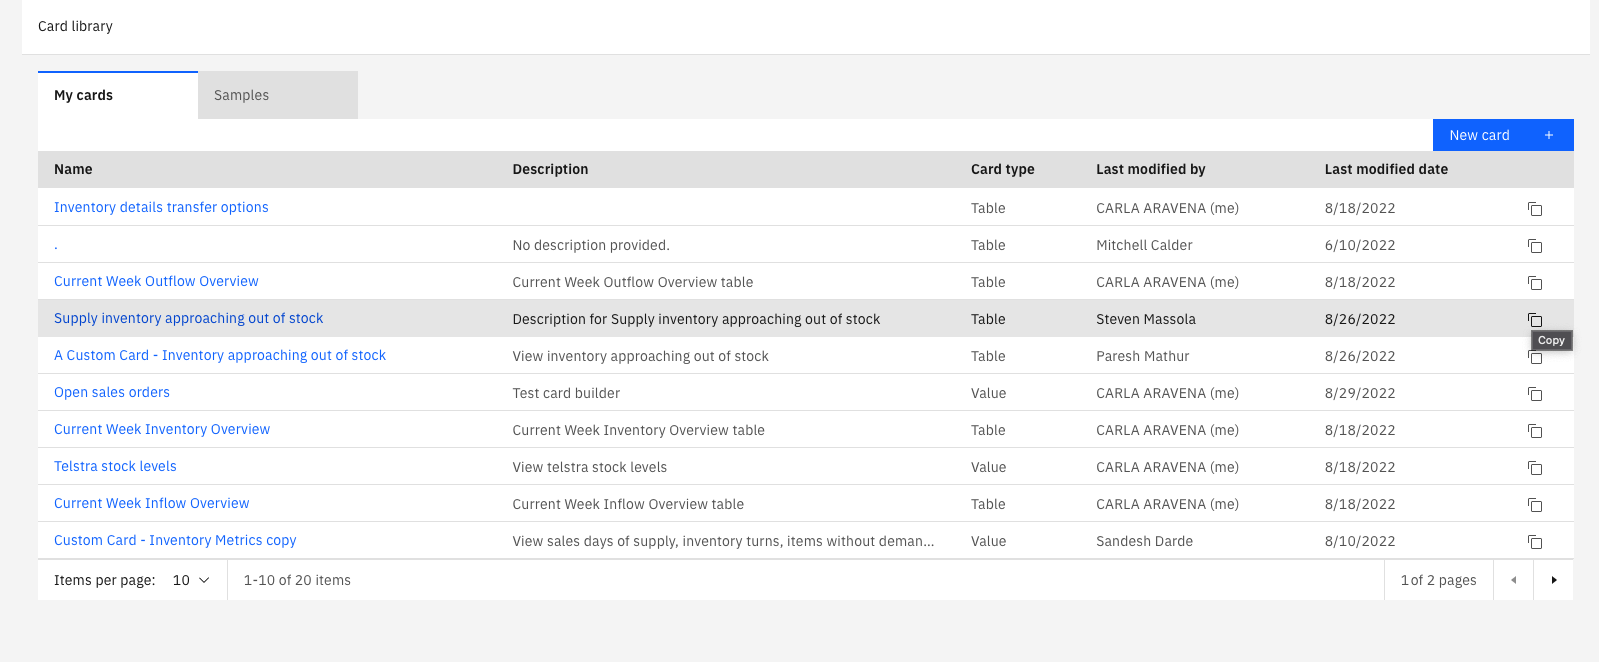 Card library
My cards Samples
New card +
Name Description Card type Last modified by Last modified date
Inventory details transfer options Table CARLA ARAVENA (me) 8/18/2022
. No description provided. Table Mitchell Calder 6/10/2022
Current Week Outflow Overview Current Week Outflow Overview table Table CARLA ARAVENA (me) 8/18/2022
Supply inventory approaching out of stock Description for Supply inventory approaching out of stock Table Steven Massola 8/26/2022
Copy
A Custom Card - Inventory approaching out of stock View inventory approaching out of stock Table Paresh Mathur 8/26/2022
Open sales orders Test card builder Value CARLA ARAVENA (me) 8/29/2022
Current Week Inventory Overview Current Week Inventory Overview table Table CARLA ARAVENA (me) 8/18/2022
Telstra stock levels View telstra stock levels Value CARLA ARAVENA (me) 8/18/2022
Current Week Inflow Overview Current Week Inflow Overview table Table CARLA ARAVENA (me) 8/18/2022
Custom Card - Inventory Metrics copy View sales days of supply, inventory turns, items without deman... Value Sandesh Darde 8/10/2022
Items per page: 10 1-10 of 20 items 1 of 2 pages